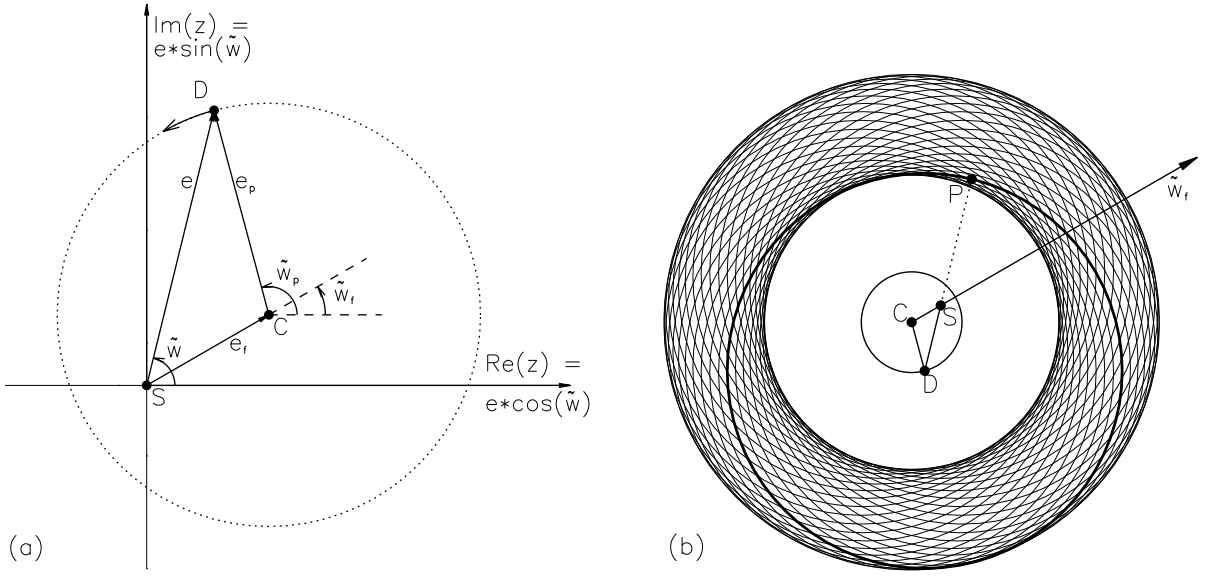 Im(z) =
e*sin(w̃)
D
e
e_p
w̃_p
w̃_f
w̃
C
e_f
S
Re(z) =
e*cos(w̃)
(a)
P
w̃_f
C
S
D
(b)